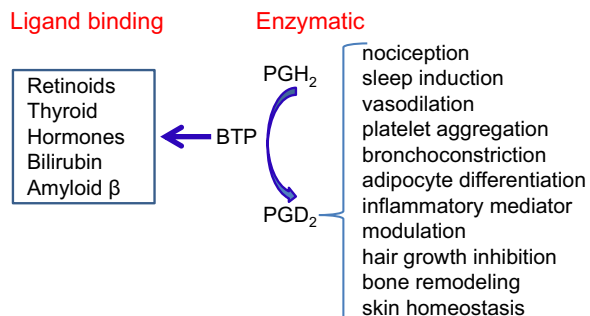 Ligand binding
Enzymatic
Retinoids
Thyroid
Hormones
Bilirubin
Amyloid β
BTP
PGH₂
PGD₂
nociception
sleep induction
vasodilation
platelet aggregation
bronchoconstriction
adipocyte differentiation
inflammatory mediator
modulation
hair growth inhibition
bone remodeling
skin homeostasis